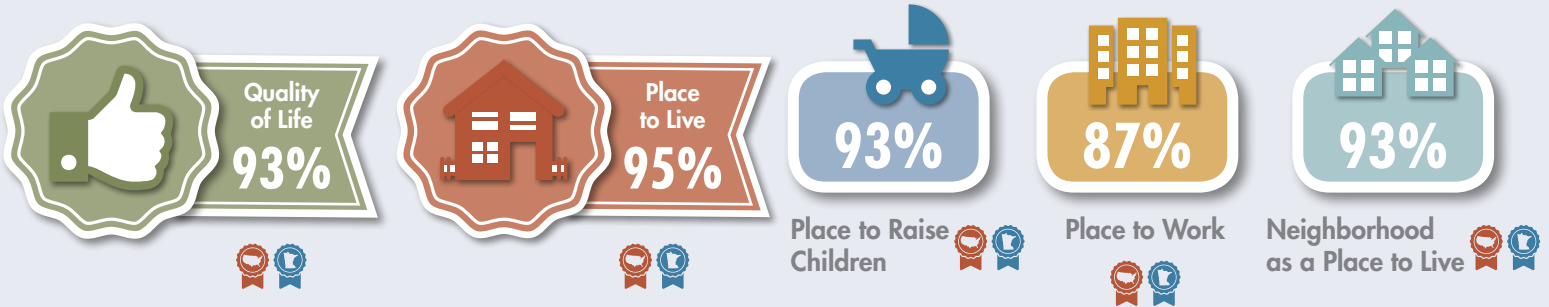 Quality
of Life
93%
Place
to Live
95%
93%
Place to Raise
Children
87%
Place to Work
93%
Neighborhood
as a Place to Live